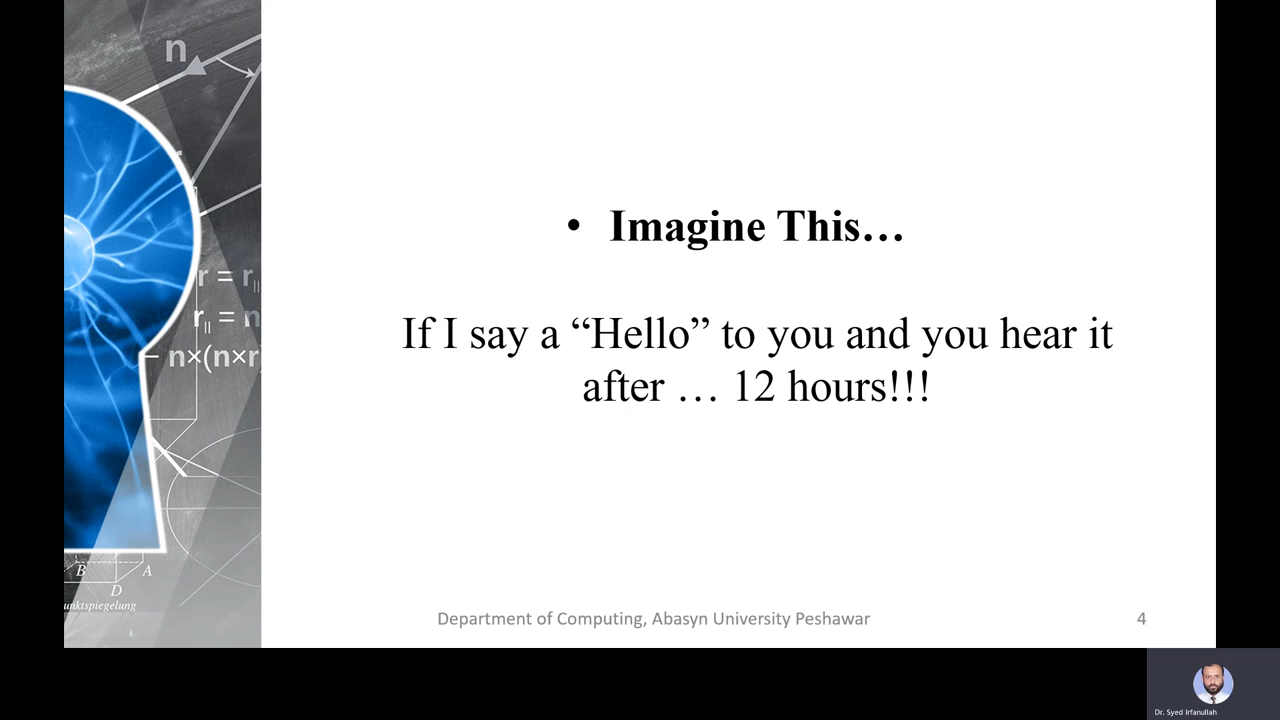 n
• Imagine This…
r = r||
If I say a “Hello” to you and you hear it
r|| = n
n×(n×r)
after … 12 hours!!!
B
A
D
unktspiegelung
Department of Computing, Abasyn University Peshawar
4
Dr. Syed Irfanullah